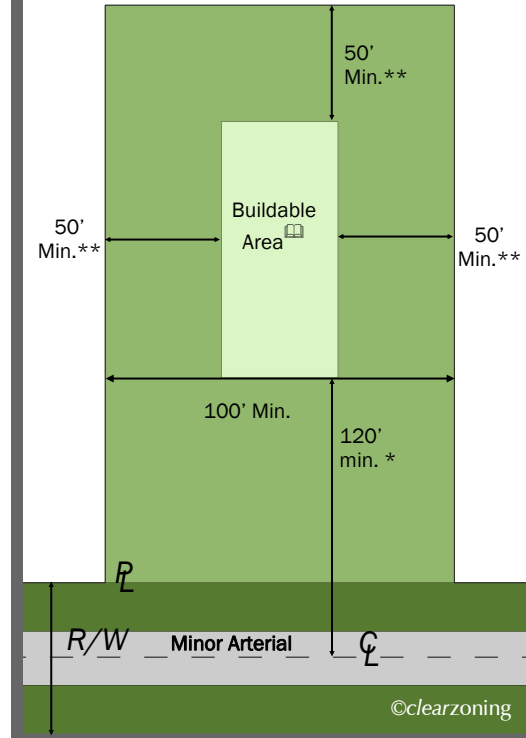 50’
Min.**
Buildable
Area
50’
Min.**
50’
Min.**
100’ Min.
120’
min. *
PL
R/W
Minor Arterial
CL
©clearzoning